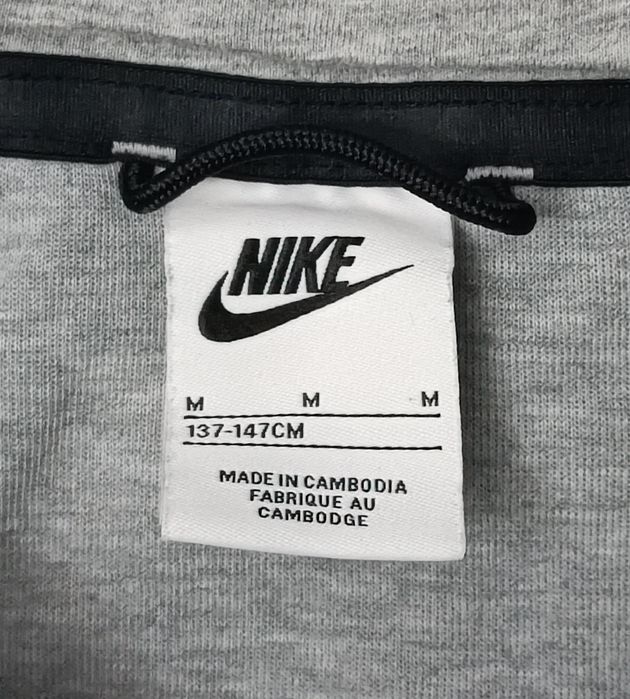 NIKE
M M M
137-147CM
MADE IN CAMBODIA
FABRIQUE AU
CAMBODGE